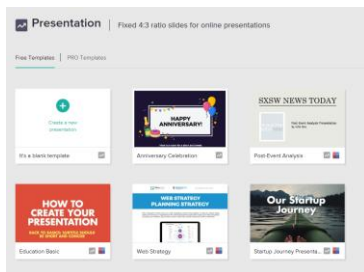 Presentation
Fixed 4:3 ratio slides for online presentations
Free Templates
PRO Templates
Create a new
presentation
It's a blank template
HAPPY
ANNIVERSARY!
Anniversary Celebration
SXSW NEWS TODAY
Post-Event Analysis
HOW TO
CREATE YOUR
PRESENTATION
Education Basic
WEB STRATEGY
PLANNING STRATEGY
Web Strategy
Our Startup
Journey
Startup Journey Presenta...